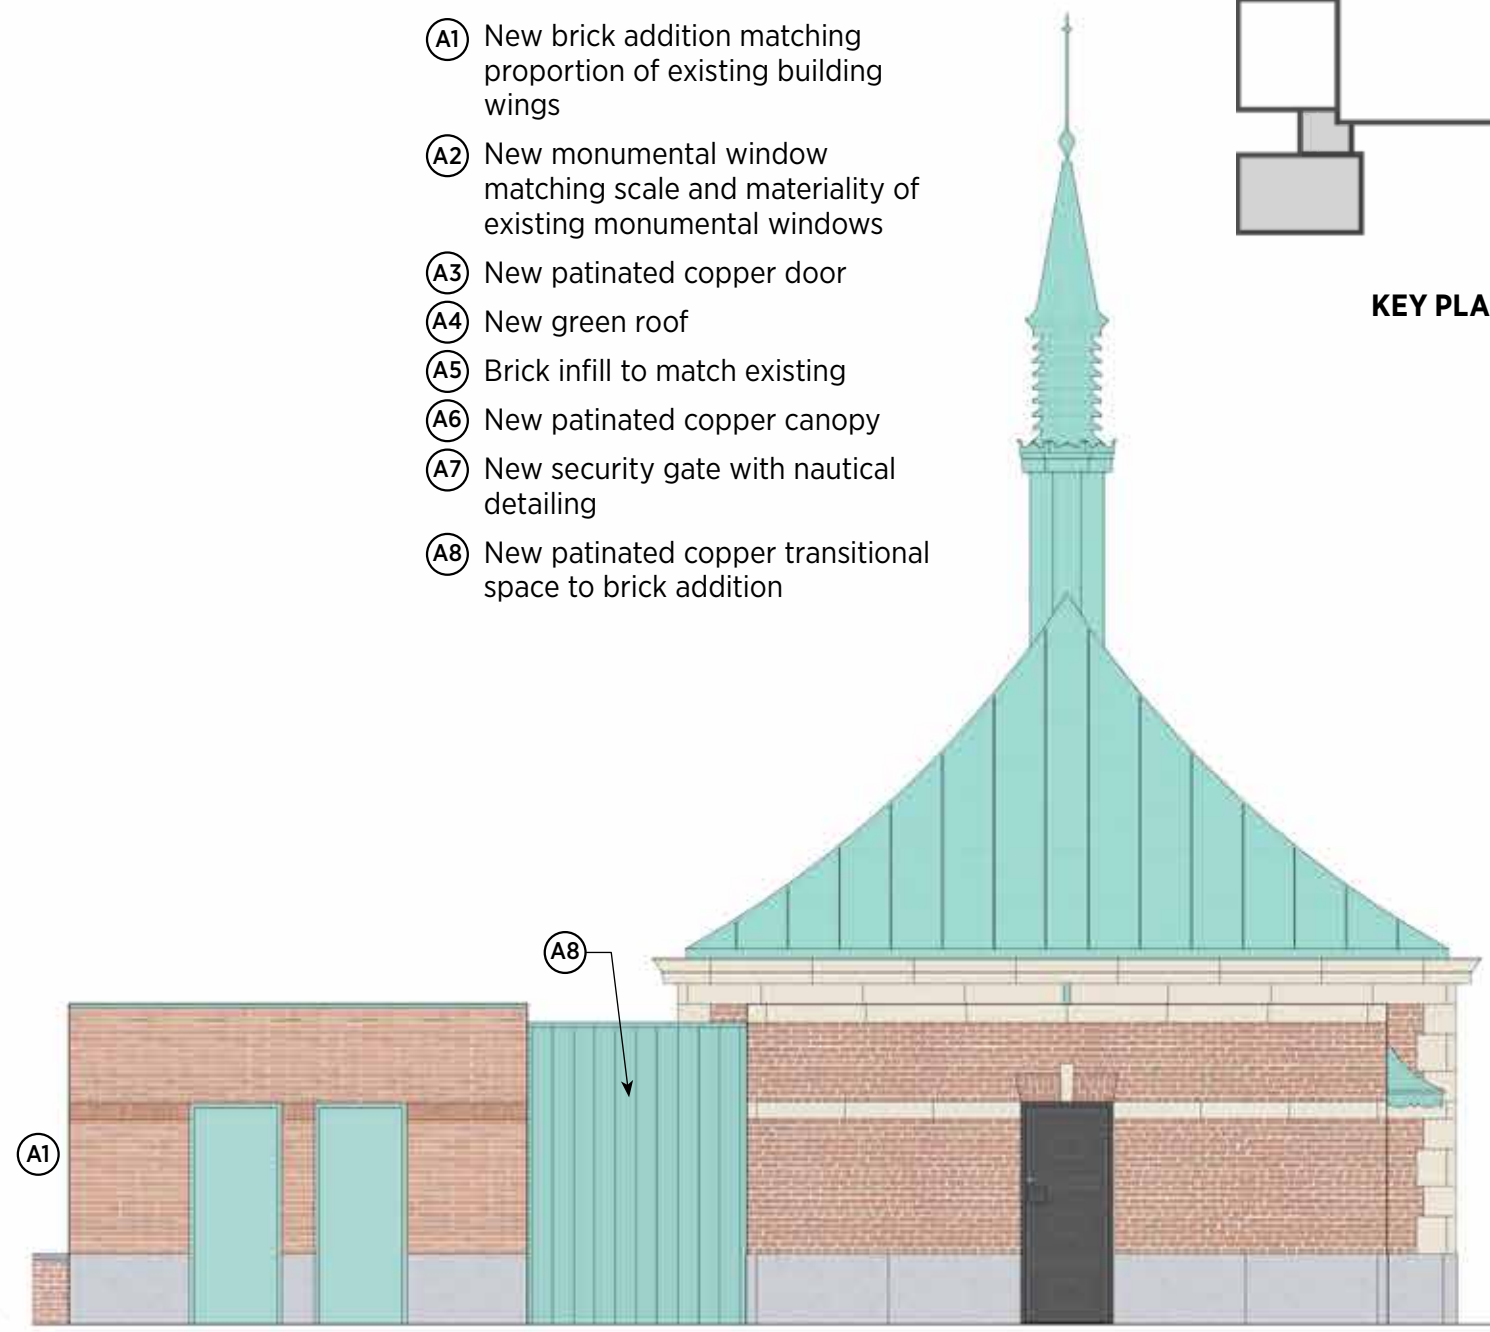 A1 New brick addition matching
proportion of existing building
wings
A2 New monumental window
matching scale and materiality of
existing monumental windows
A3 New patinated copper door
A4 New green roof
A5 Brick infill to match existing
A6 New patinated copper canopy
A7 New security gate with nautical
detailing
A8 New patinated copper transitional
space to brick addition
KEY PLA
A8
A1